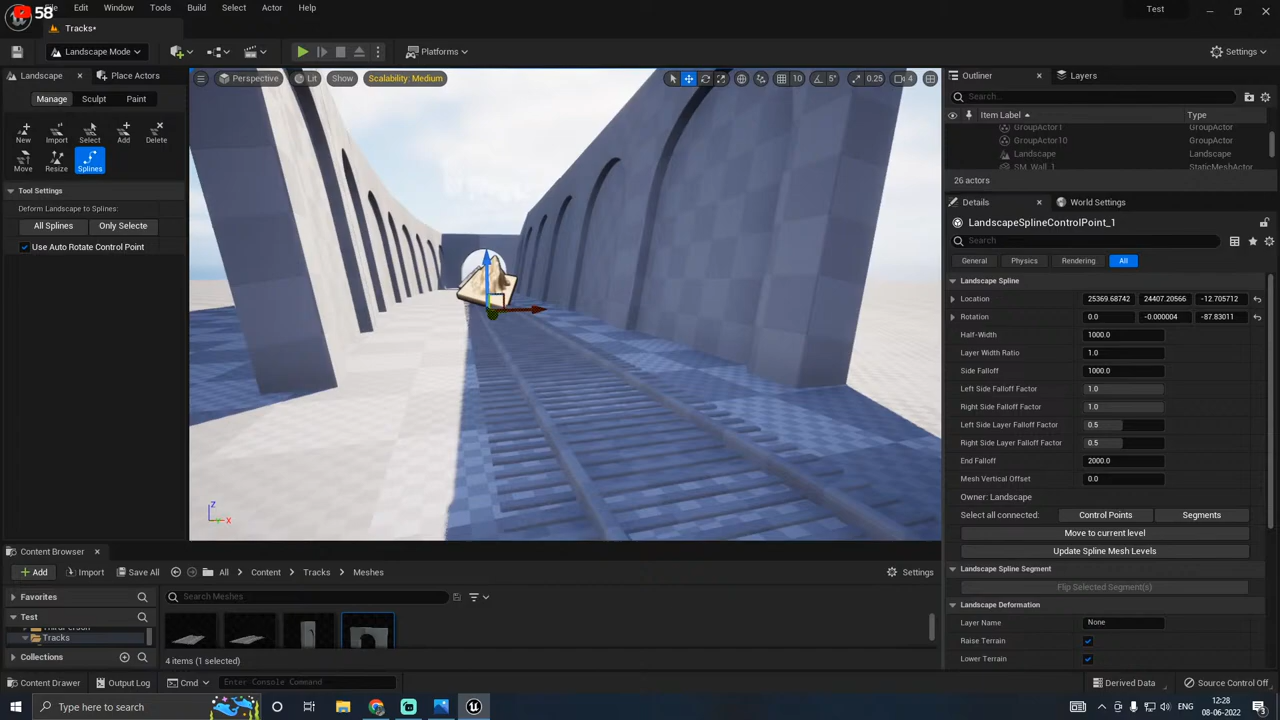 58
File Edit Window Tools Build Select Actor Help
Test
Tracks*
Landscape Mode
Platforms
Settings
Landscape
Place Actors
Manage
Sculpt
Paint
New
Import
Select
Add
Delete
Move
Resize
Splines
Tool Settings
Deform Landscape to Splines:
All Splines
Only Selecte
Use Auto Rotate Control Point
Perspective
Lit
Show
Scalability: Medium
10
0.25
4
Z
X
Outliner
Layers
Search...
Item Label
Type
GroupActor1 GroupActor
GroupActor10 GroupActor
Landscape Landscape
SM_Wall_1 StaticMeshActor
26 actors
Details
World Settings
LandscapeSplineControlPoint_1
Search
General
Physics
Rendering
All
Landscape Spline
Location 25369.68742 24407.20566 -12.705712
Rotation 0.0 -0.000004 -87.83011
Half-Width 1000.0
Layer Width Ratio 1.0
Side Falloff 1000.0
Left Side Falloff Factor 1.0
Right Side Falloff Factor 1.0
Left Side Layer Falloff Factor 0.5
Right Side Layer Falloff Factor 0.5
End Falloff 2000.0
Mesh Vertical Offset 0.0
Owner: Landscape
Select all connected: Control Points Segments
Move to current level
Update Spline Mesh Levels
Landscape Spline Segment
Flip Selected Segment(s)
Landscape Deformation
Layer Name None
Raise Terrain
Lower Terrain
Content Browser
Add
Import
Save All
All
Content
Tracks
Meshes
Settings
Favorites
Test
ThirdPerson
Tracks
Collections
Search Meshes
4 items (1 selected)
Content Drawer
Output Log
Cmd
Enter Console Command
Derived Data
Source Control Off
Type here to search
12:28
08-06-2022